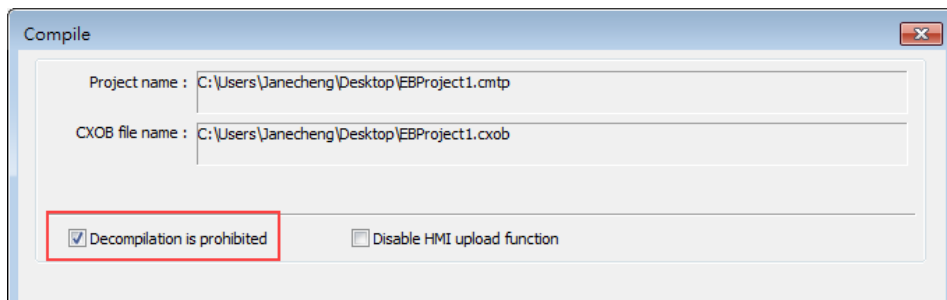 Compile
Project name : C:\Users\Janecheng\Desktop\EBProject1.cmtp
CXOB file name : C:\Users\Janecheng\Desktop\EBProject1.cxob
Decompilation is prohibited Disable HMI upload function